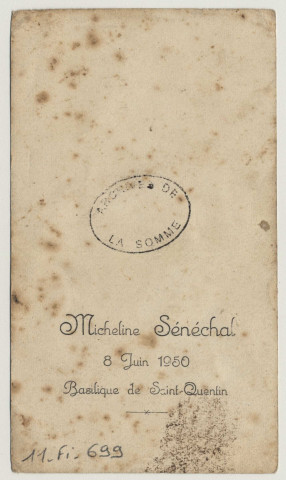 ARCHIVES DE
LA SOMME
Micheline Sénéchal
8 Juin 1950
Basilique de Saint-Quentin
11-Fi-699